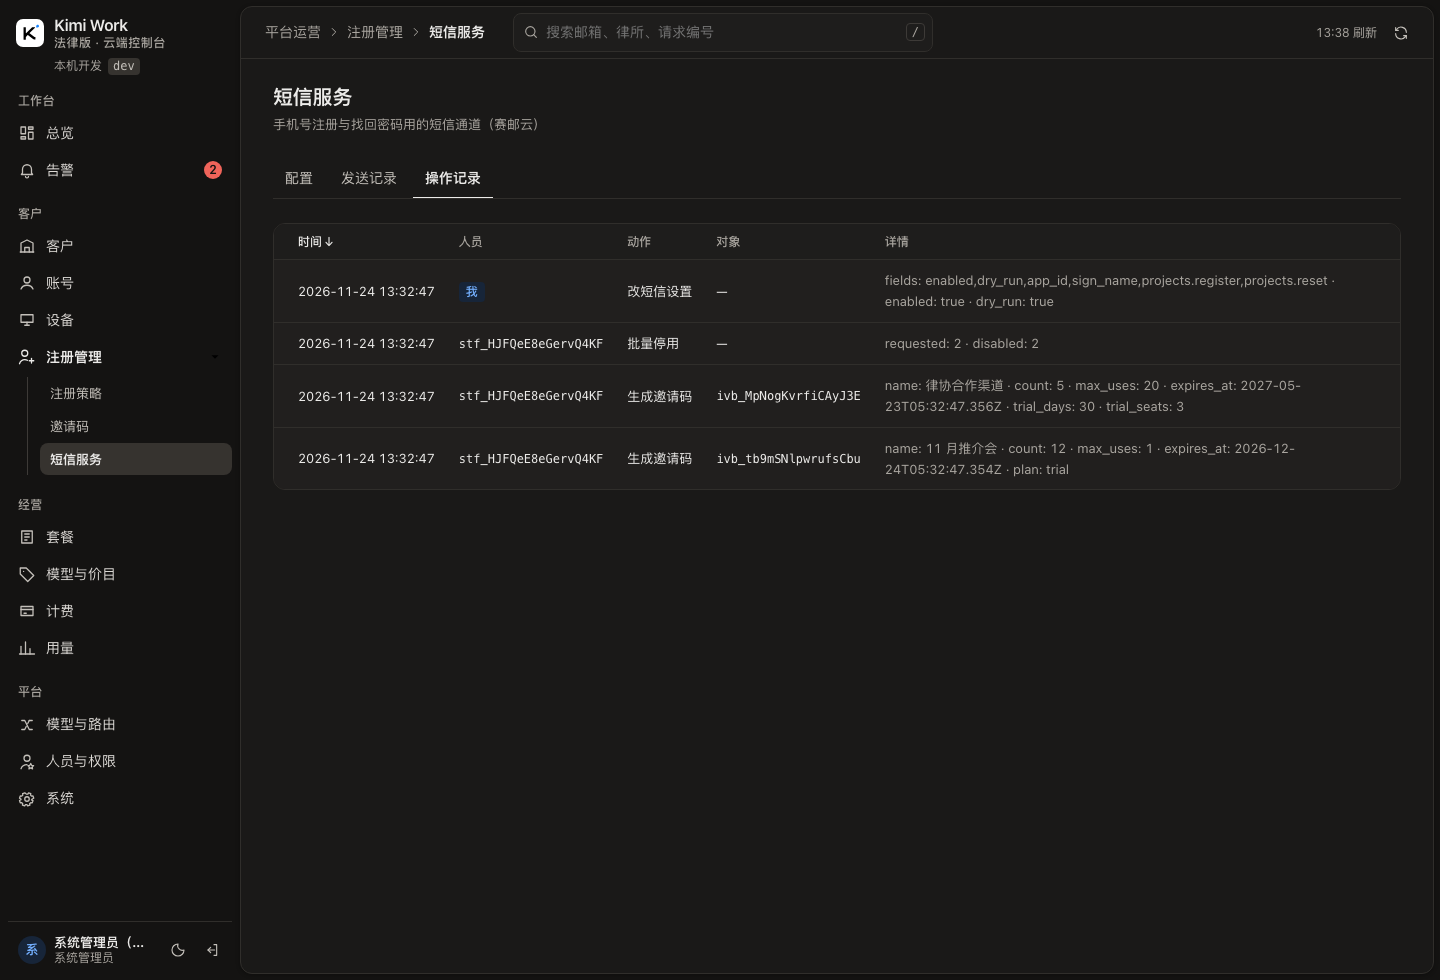 Kimi Work
法律版 · 云端控制台
本机开发 dev
工作台
总览
告警 2
客户
客户
账号
设备
注册管理
注册策略
邀请码
短信服务
经营
套餐
模型与价目
计费
用量
平台
模型与路由
人员与权限
系统
系 系统管理员（...
系统管理员
平台运营 > 注册管理 > 短信服务
搜索邮箱、律所、请求编号 /
13:38 刷新
短信服务
手机号注册与找回密码用的短信通道（赛邮云）
配置 发送记录 操作记录
时间↓ 人员 动作 对象 详情
2026-11-24 13:32:47 我 改短信设置 — fields: enabled,dry_run,app_id,sign_name,projects.register,projects.reset ·
enabled: true · dry_run: true
2026-11-24 13:32:47 stf_HJFQeE8eGervQ4KF 批量停用 — requested: 2 · disabled: 2
2026-11-24 13:32:47 stf_HJFQeE8eGervQ4KF 生成邀请码 ivb_MpNogKvrfiCAyJ3E name: 律协合作渠道 · count: 5 · max_uses: 20 · expires_at: 2027-05-
23T05:32:47.356Z · trial_days: 30 · trial_seats: 3
2026-11-24 13:32:47 stf_HJFQeE8eGervQ4KF 生成邀请码 ivb_tb9mSNlpwrufsCbu name: 11 月推介会 · count: 12 · max_uses: 1 · expires_at: 2026-12-
24T05:32:47.354Z · plan: trial